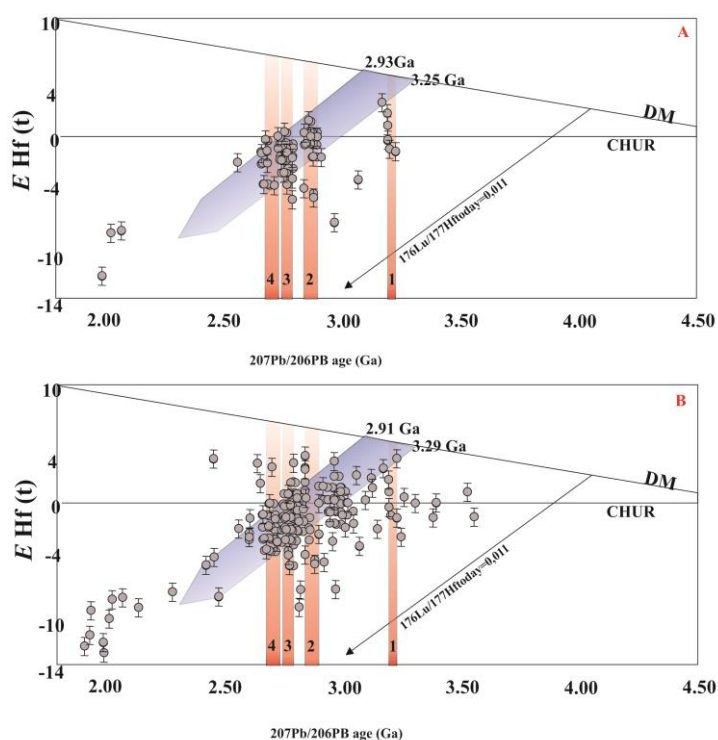 10
A
2.93Ga
3.25 Ga
4
DM
0
CHUR
E Hf (t)
-4
176Lu/177Hftoday=0,011
-10
4 3 2 1
-14
2.00 2.50 3.00 3.50 4.00 4.50
207Pb/206PB age (Ga)
10
B
2.91 Ga
3.29 Ga
4
DM
0
CHUR
E Hf (t)
-4
176Lu/177Hftoday=0,011
-10
4 3 2 1
-14
2.00 2.50 3.00 3.50 4.00 4.50
207Pb/206PB age (Ga)